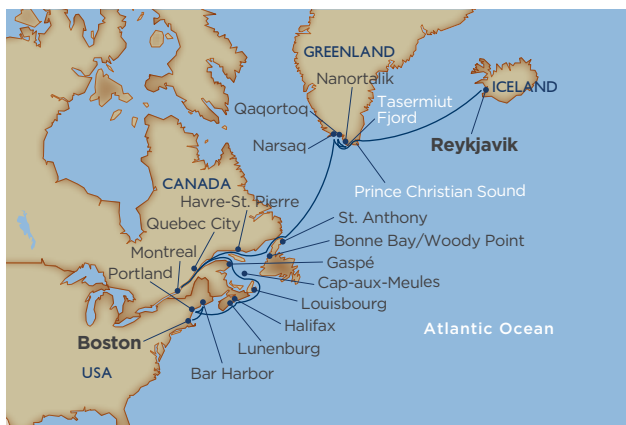 GREENLAND
Nanortalik
ICELAND
Qaqortoq
Tasermiut
Fjord
Narsaq
Reykjavik
CANADA
Prince Christian Sound
Havre-St. Pierre
Quebec City
St. Anthony
Montreal
Bonne Bay/Woody Point
Portland
Gaspé
Cap-aux-Meules
Louisbourg
Halifax
Atlantic Ocean
Boston
Lunenburg
USA
Bar Harbor